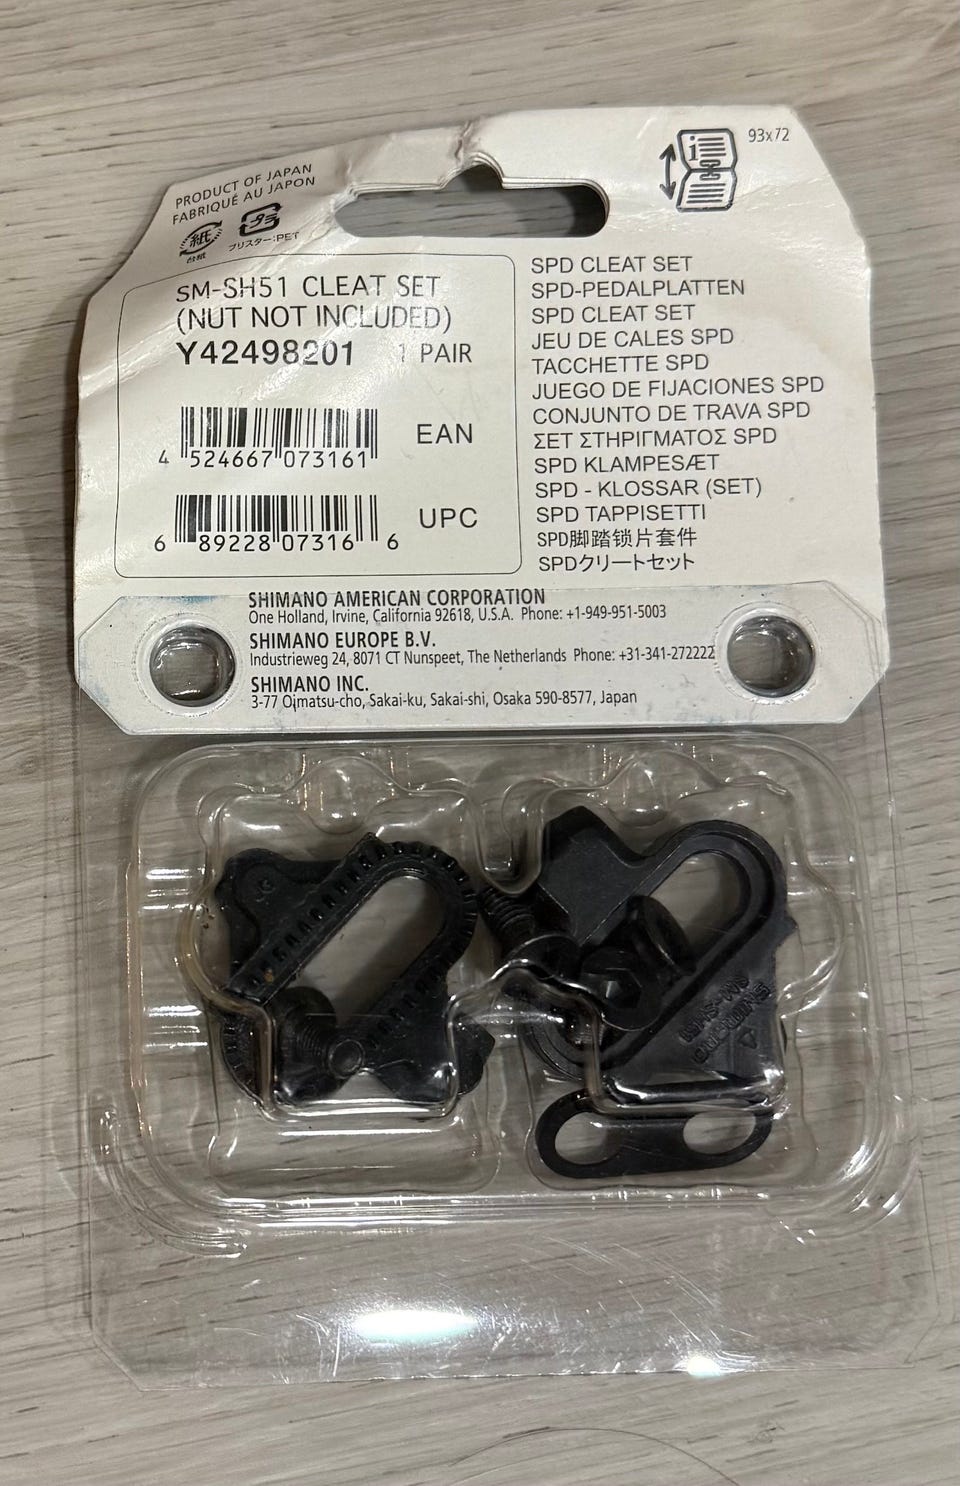 PRODUCT OF JAPAN
FABRIQUÉ AU JAPON
紙
台紙
プラ
ブリスター:PET
93x72
i
SM-SH51 CLEAT SET
(NUT NOT INCLUDED)
Y42498201 1 PAIR
EAN
4 524667 073161
UPC
6 89228 07316 6
SPD CLEAT SET
SPD-PEDALPLATTEN
SPD CLEAT SET
JEU DE CALES SPD
TACCHETTE SPD
JUEGO DE FIJACIONES SPD
CONJUNTO DE TRAVA SPD
ΣΕΤ ΣΤΗΡΙΓΜΑΤΟΣ SPD
SPD KLAMPESÆT
SPD - KLOSSAR (SET)
SPD TAPPISETTI
SPD脚踏锁片套件
SPDクリートセット
SHIMANO AMERICAN CORPORATION
One Holland, Irvine, California 92618, U.S.A. Phone: +1-949-951-5003
SHIMANO EUROPE B.V.
Industrieweg 24, 8071 CT Nunspeet, The Netherlands Phone: +31-341-272222
SHIMANO INC.
3-77 Oimatsu-cho, Sakai-ku, Sakai-shi, Osaka 590-8577, Japan
SM-SH51
SHIMANO